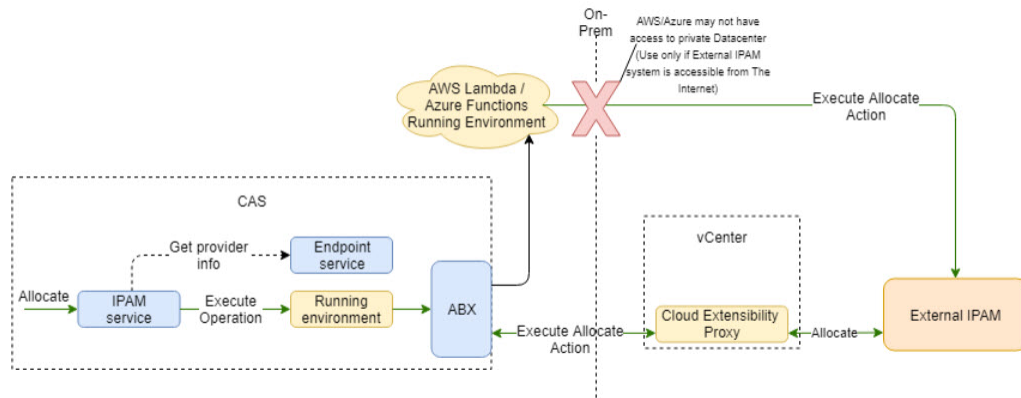 On-
Prem
AWS/Azure may not have
access to private Datacenter
(Use only if External IPAM
system is accessible from The
Internet)
AWS Lambda /
Azure Functions
Running Environment
Execute Allocate
Action
CAS
Get provider
info
Endpoint
service
Allocate
IPAM
service
Execute
Operation
Running
environment
ABX
Execute Allocate
Action
vCenter
Cloud Extensibility
Proxy
Allocate
External IPAM